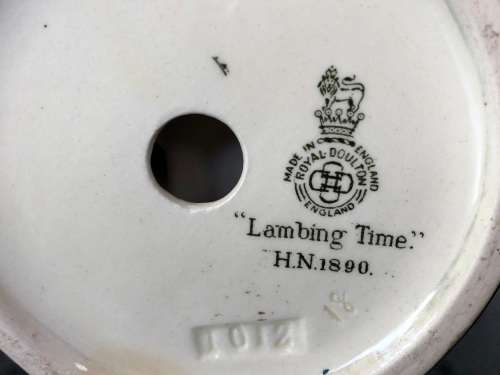 MADE IN ENGLAND
ROYAL DOULTON
ENGLAND
"Lambing Time."
H.N.1890.
1012